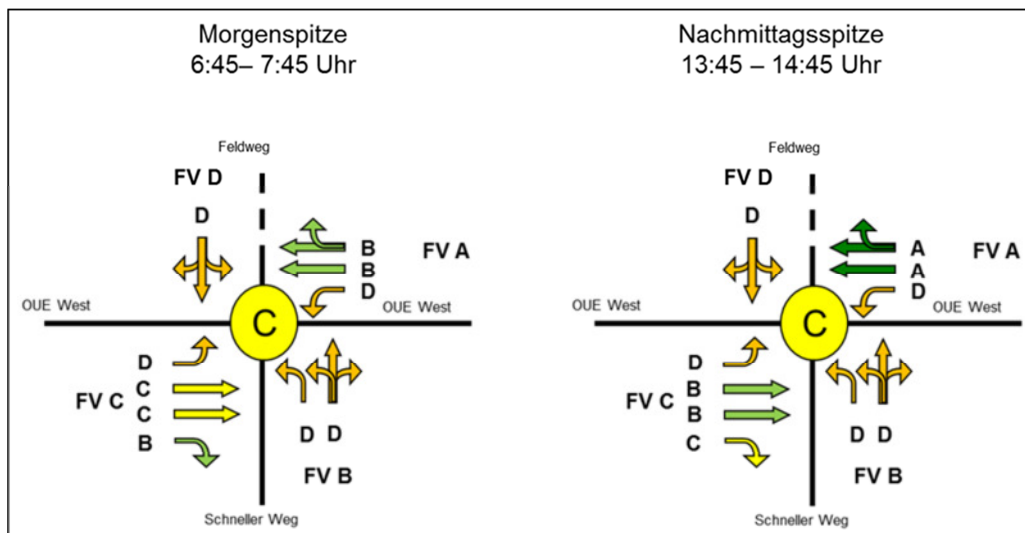 Morgenspitze
6:45– 7:45 Uhr
Feldweg
FV D
D
B
B
D
FV A
OUE West
OUE West
C
D
C
C
B
FV C
D D
FV B
Schneller Weg
Nachmittagsspitze
13:45 – 14:45 Uhr
Feldweg
FV D
D
A
A
D
FV A
OUE West
OUE West
C
D
B
B
C
FV C
D D
FV B
Schneller Weg